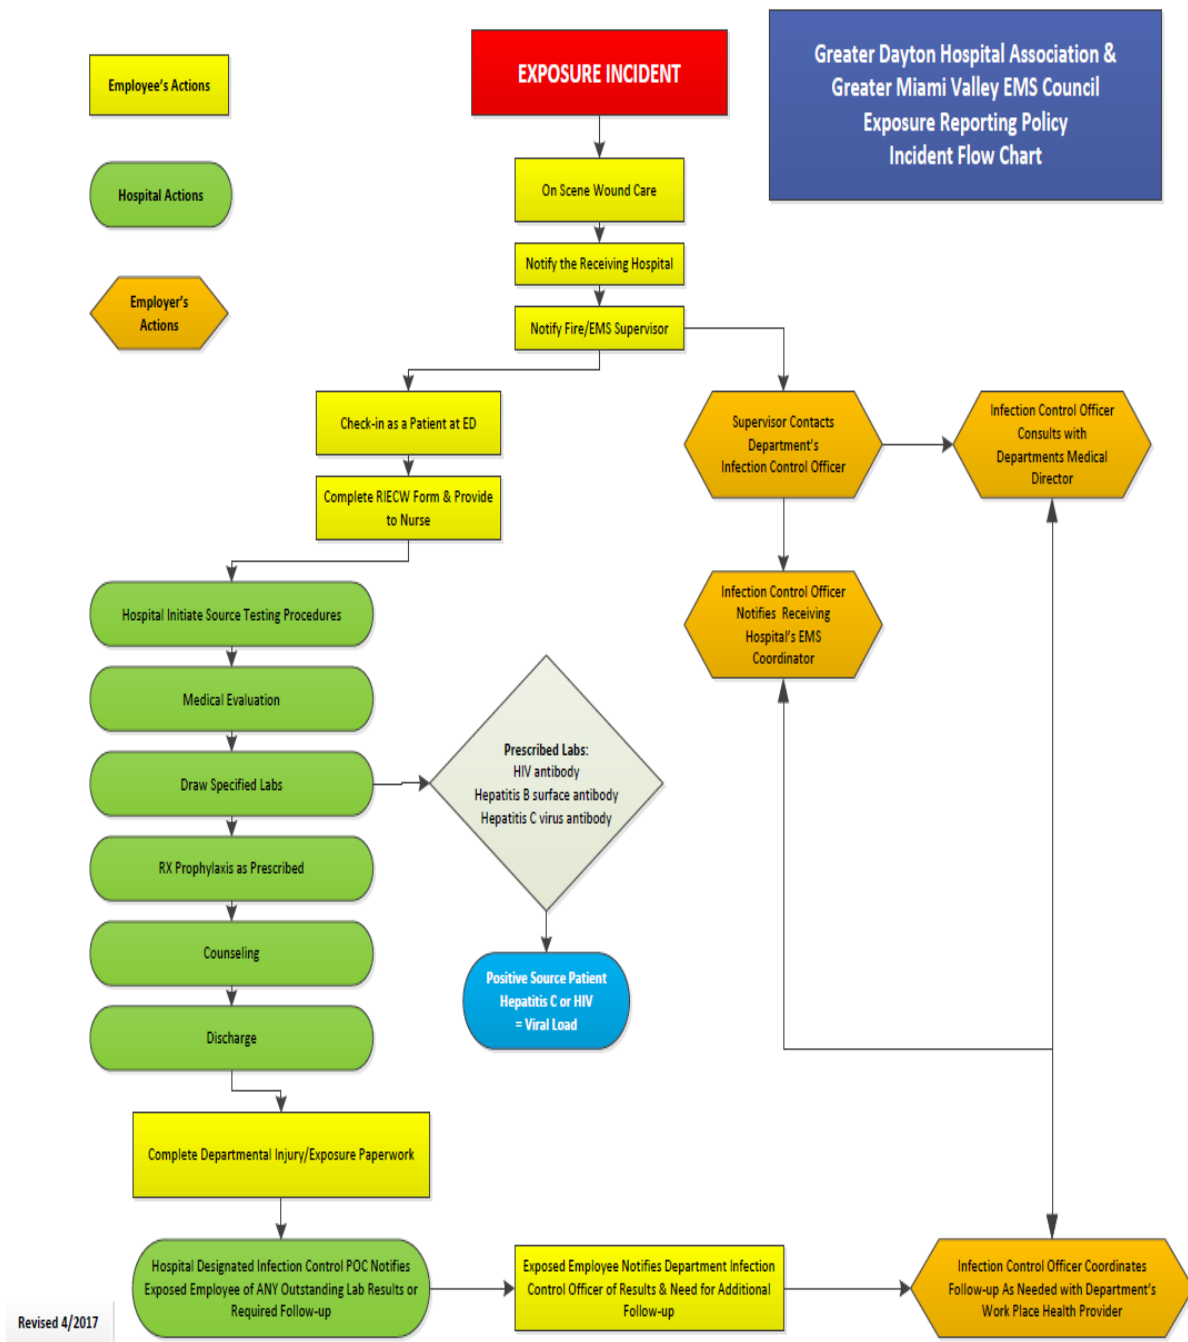 Greater Dayton Hospital Association &
Greater Miami Valley EMS Council
Exposure Reporting Policy
Incident Flow Chart
EXPOSURE INCIDENT
Employee's Actions
Hospital Actions
Employer's
Actions
On Scene Wound Care
Notify the Receiving Hospital
Notify Fire/EMS Supervisor
Check-in as a Patient at ED
Complete RIECW Form & Provide
to Nurse
Supervisor Contacts
Department's
Infection Control Officer
Infection Control Officer
Consults with
Departments Medical
Director
Infection Control Officer
Notifies Receiving
Hospital's EMS
Coordinator
Hospital Initiate Source Testing Procedures
Medical Evaluation
Draw Specified Labs
Prescribed Labs:
HIV antibody
Hepatitis B surface antibody
Hepatitis C virus antibody
RX Prophylaxis as Prescribed
Counseling
Positive Source Patient
Hepatitis C or HIV
= Viral Load
Discharge
Complete Departmental Injury/Exposure Paperwork
Hospital Designated Infection Control POC Notifies
Exposed Employee of ANY Outstanding Lab Results or
Required Follow-up
Exposed Employee Notifies Department Infection
Control Officer of Results & Need for Additional
Follow-up
Infection Control Officer Coordinates
Follow-up As Needed with Department's
Work Place Health Provider
Revised 4/2017